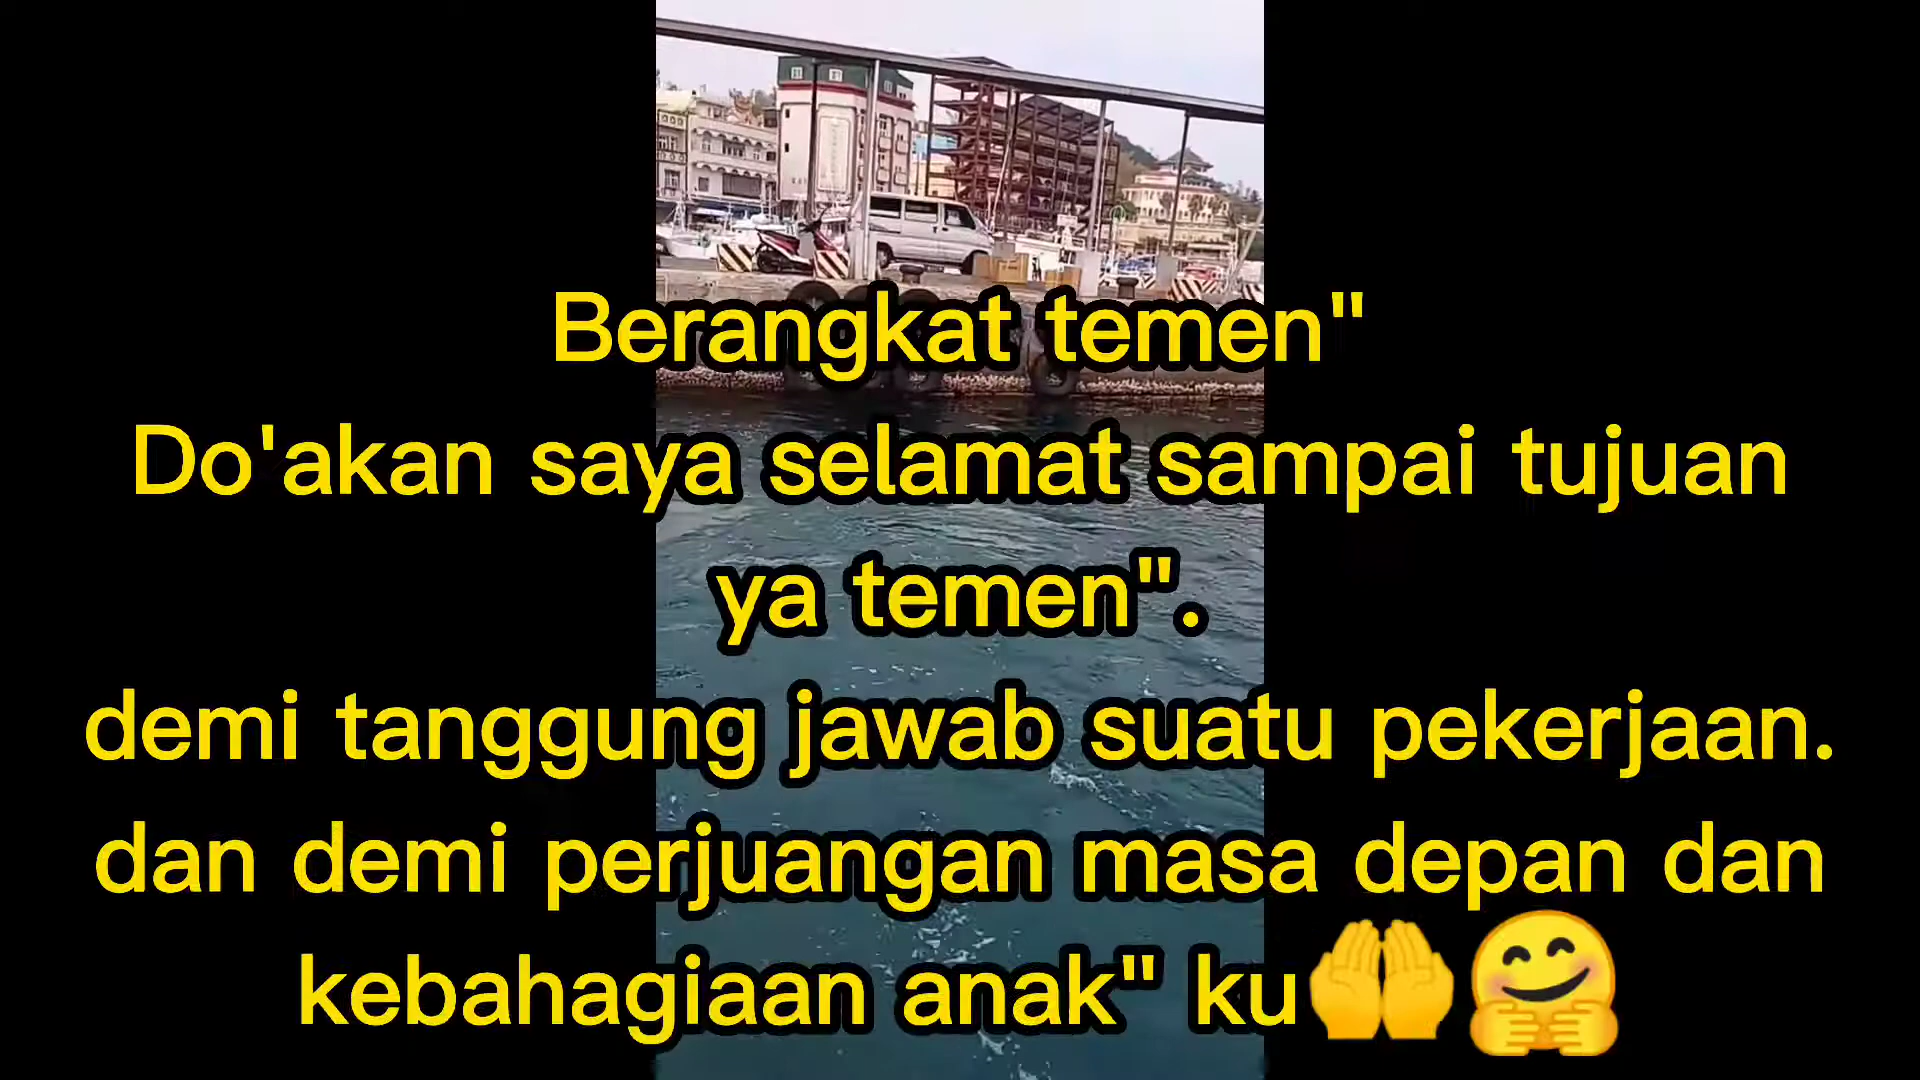 Berangkat temen"
Do'akan saya selamat sampai tujuan
ya temen".
demi tanggung jawab suatu pekerjaan.
dan demi perjuangan masa depan dan
kebahagiaan anak" ku🤲🤗